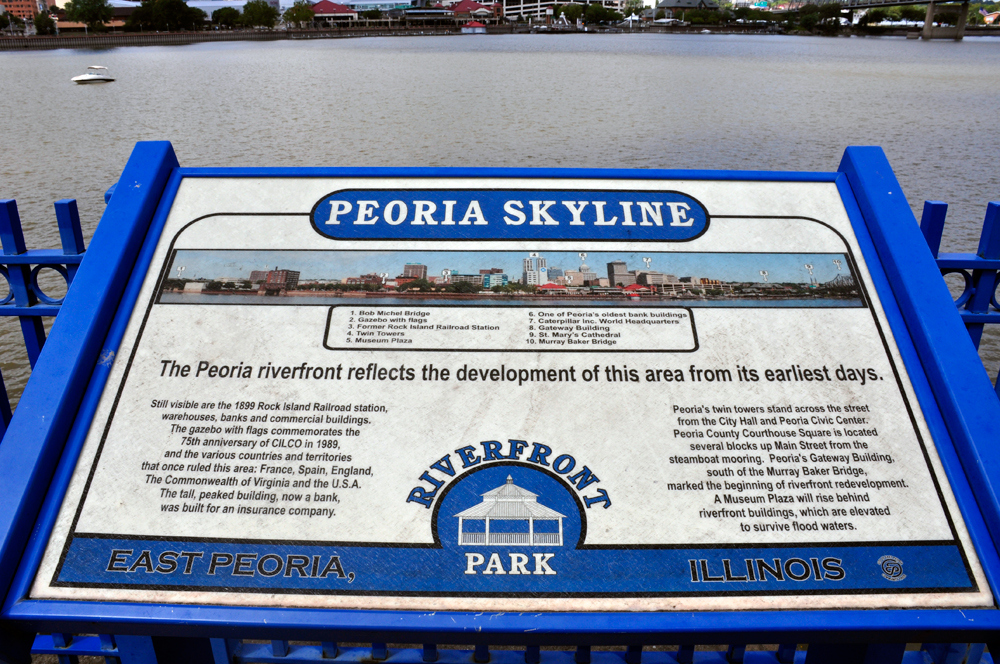 PEORIA SKYLINE
1. Bob Michel Bridge
2. Gazebo with flags
3. Former Rock Island Railroad Station
4. Twin Towers
5. Museum Plaza
6. One of Peoria's oldest bank buildings
7. Caterpillar Inc. World Headquarters
8. Gateway Building
9. St. Mary's Cathedral
10. Murray Baker Bridge
The Peoria riverfront reflects the development of this area from its earliest days.
Still visible are the 1899 Rock Island Railroad station,
warehouses, banks and commercial buildings.
The gazebo with flags commemorates the
75th anniversary of CILCO in 1989,
and the various countries and territories
that once ruled this area: France, Spain, England,
The Commonwealth of Virginia and the U.S.A.
The tall, peaked building, now a bank,
was built for an insurance company.
Peoria's twin towers stand across the street
from the City Hall and Peoria Civic Center.
Peoria County Courthouse Square is located
several blocks up Main Street from the
steamboat mooring. Peoria's Gateway Building,
south of the Murray Baker Bridge,
marked the beginning of riverfront redevelopment.
A Museum Plaza will rise behind
riverfront buildings, which are elevated
to survive flood waters.
RIVERFRONT
PARK
EAST PEORIA,
ILLINOIS